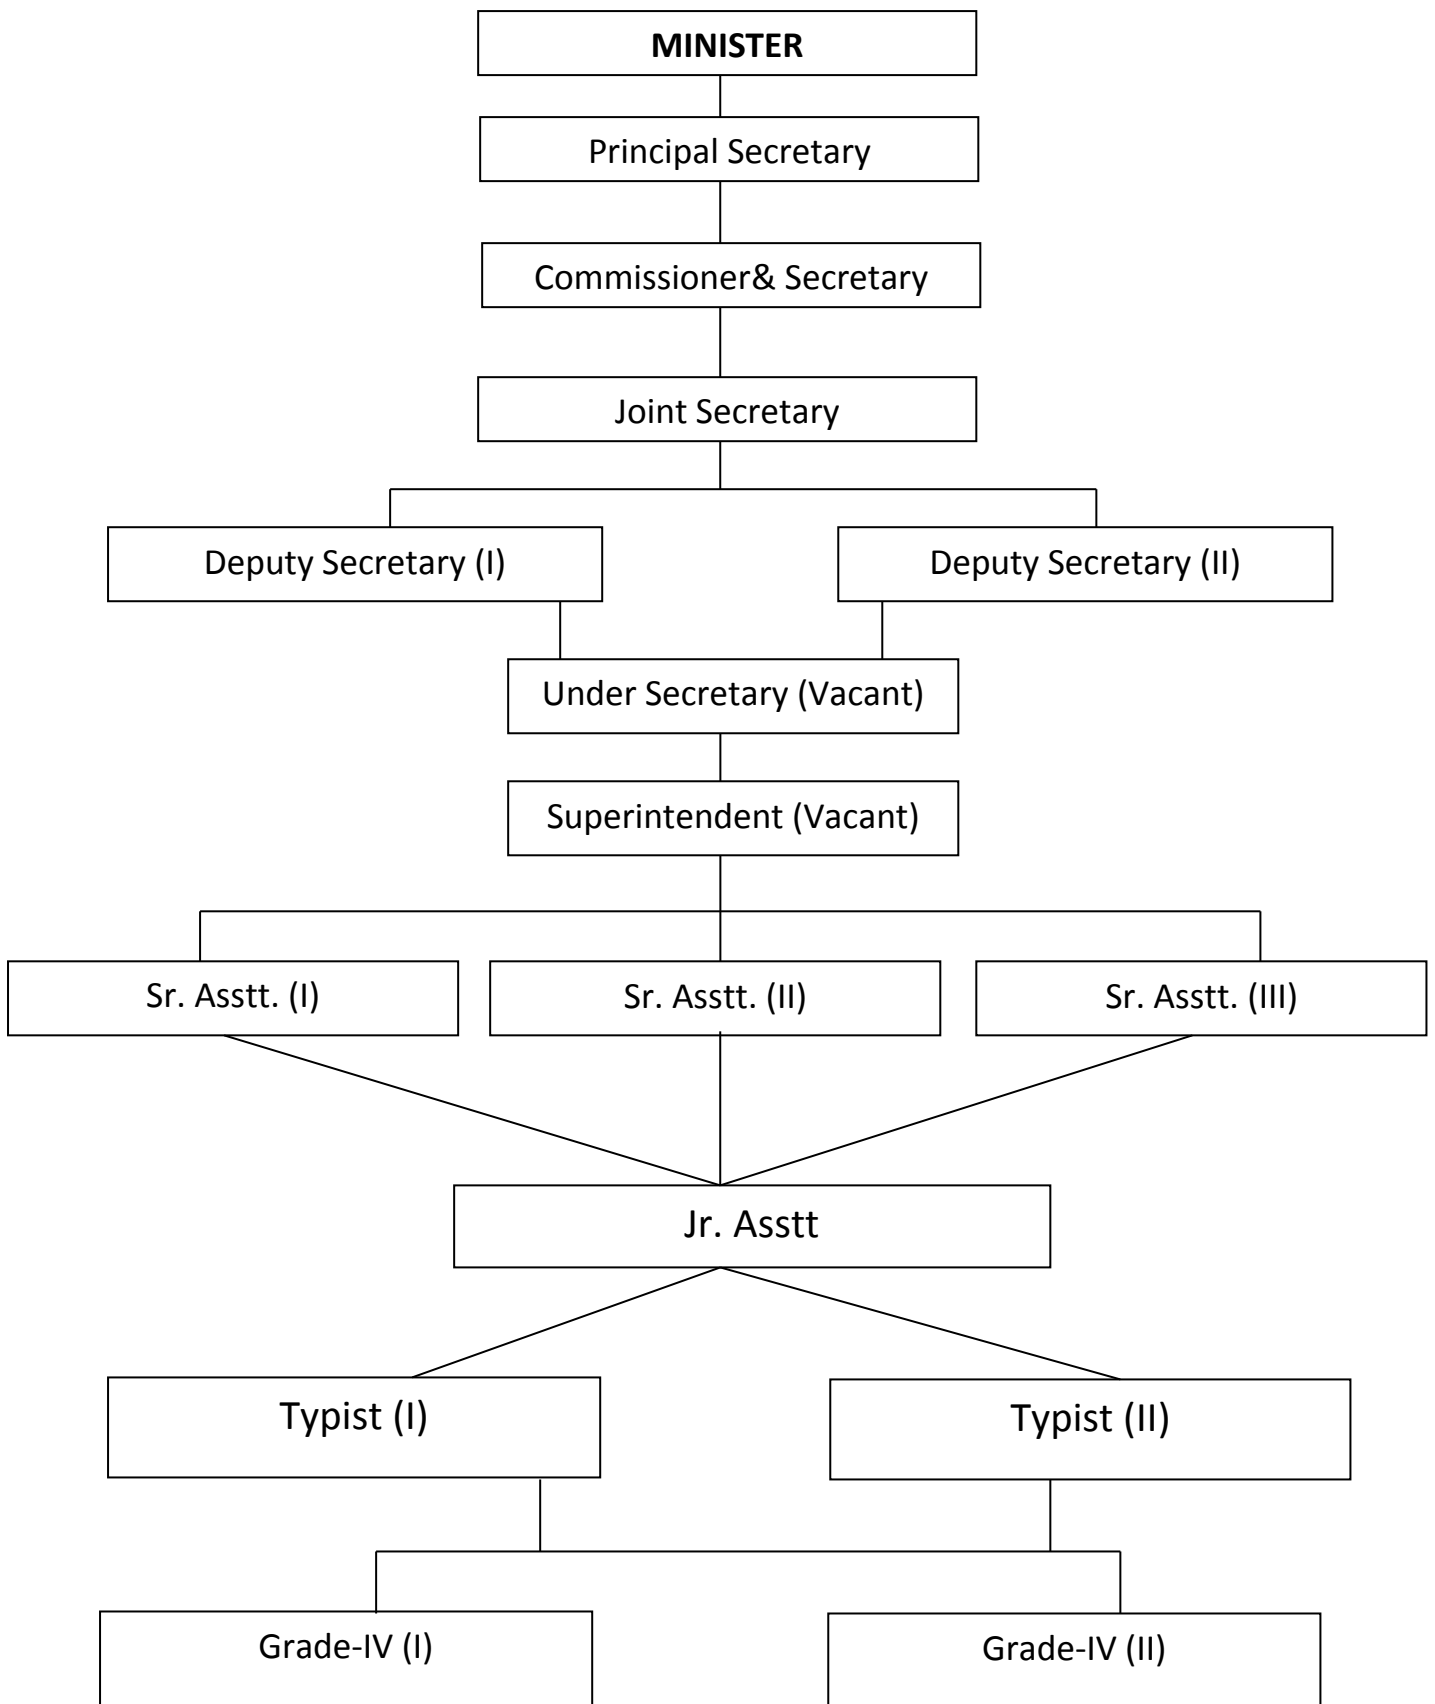 MINISTER
Principal Secretary
Commissioner& Secretary
Joint Secretary
Deputy Secretary (I)
Deputy Secretary (II)
Under Secretary (Vacant)
Superintendent (Vacant)
Sr. Asstt. (I)
Sr. Asstt. (II)
Sr. Asstt. (III)
Jr. Asstt
Typist (I)
Typist (II)
Grade-IV (I)
Grade-IV (II)